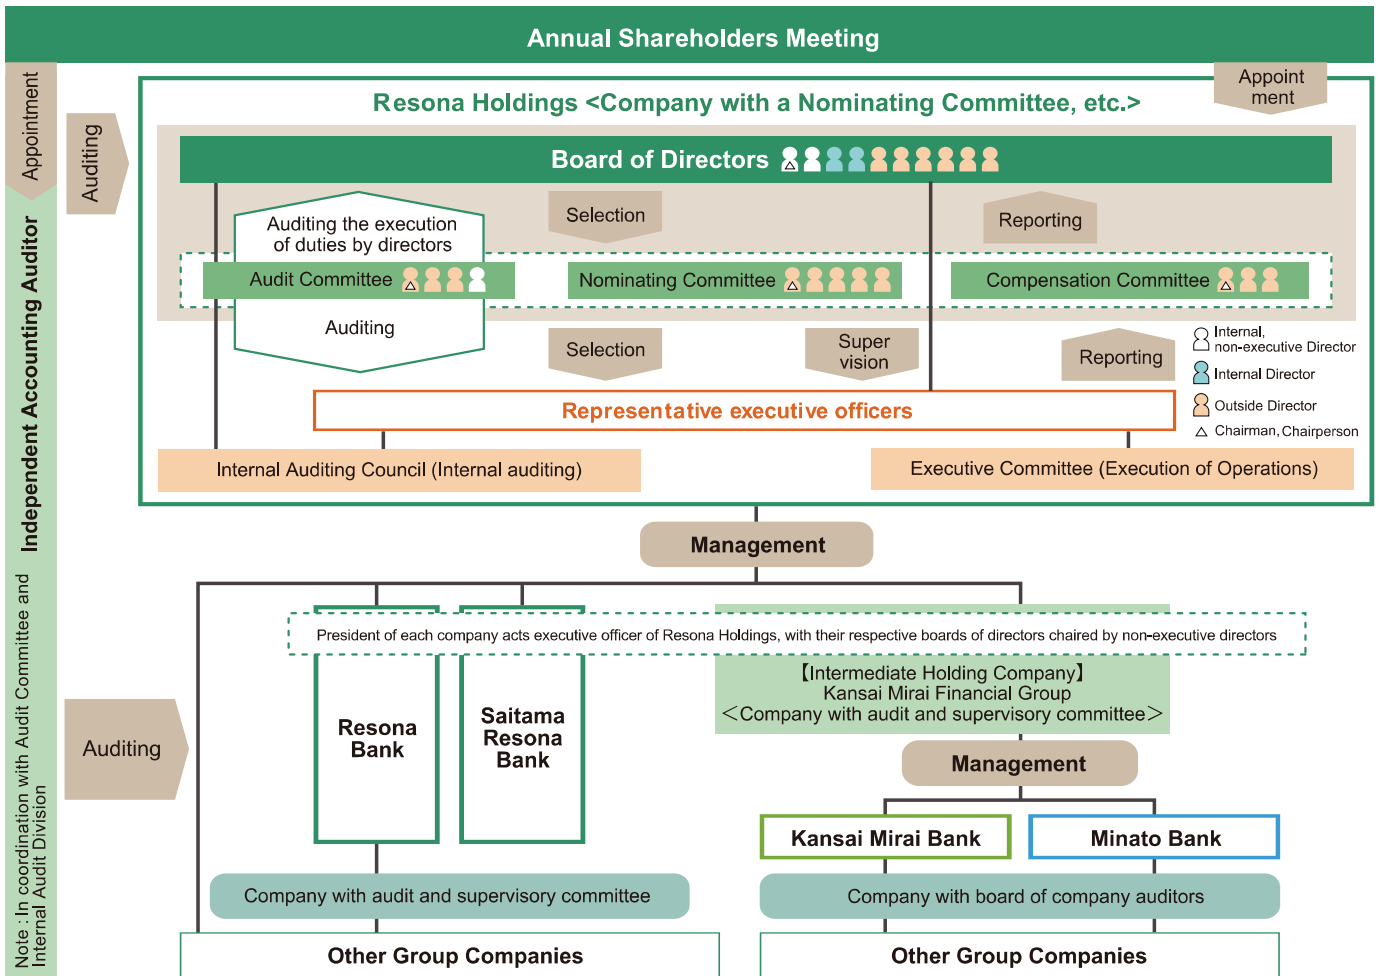 Annual Shareholders Meeting
Appointment
Independent Accounting Auditor
Note : In coordination with Audit Committee and
Internal Audit Division
Auditing
Appoint
ment
Resona Holdings <Company with a Nominating Committee, etc.>
Board of Directors
Auditing the execution
of duties by directors
Selection
Reporting
Audit Committee
Nominating Committee
Compensation Committee
Auditing
Selection
Super
vision
Reporting
Internal,
non-executive Director
Internal Director
Outside Director
Chairman, Chairperson
Representative executive officers
Internal Auditing Council (Internal auditing)
Executive Committee (Execution of Operations)
Management
President of each company acts executive officer of Resona Holdings, with their respective boards of directors chaired by non-executive directors
Auditing
Resona
Bank
Saitama
Resona
Bank
【Intermediate Holding Company】
Kansai Mirai Financial Group
＜Company with audit and supervisory committee＞
Management
Kansai Mirai Bank
Minato Bank
Company with audit and supervisory committee
Company with board of company auditors
Other Group Companies
Other Group Companies